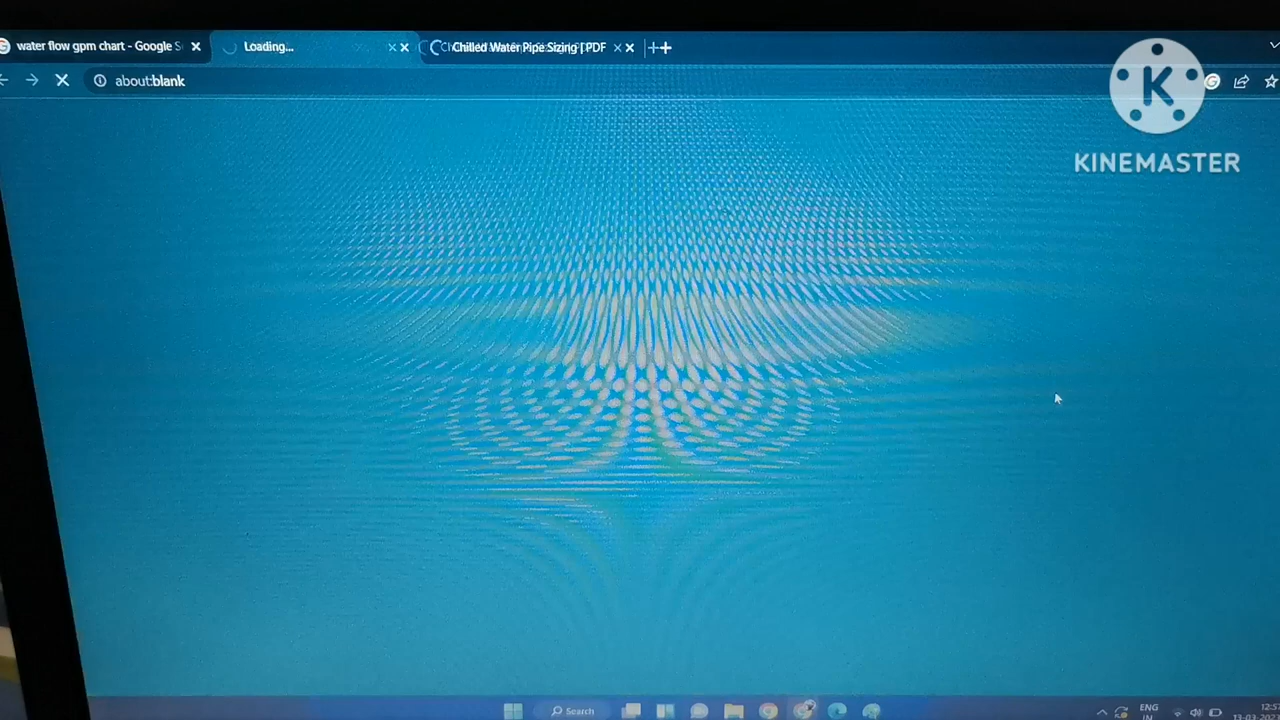 water flow gpm chart - Google S
Loading...
Chilled Water Pipe Sizing | PDF
about:blank
K
KINEMASTER
Search
ENG
IN